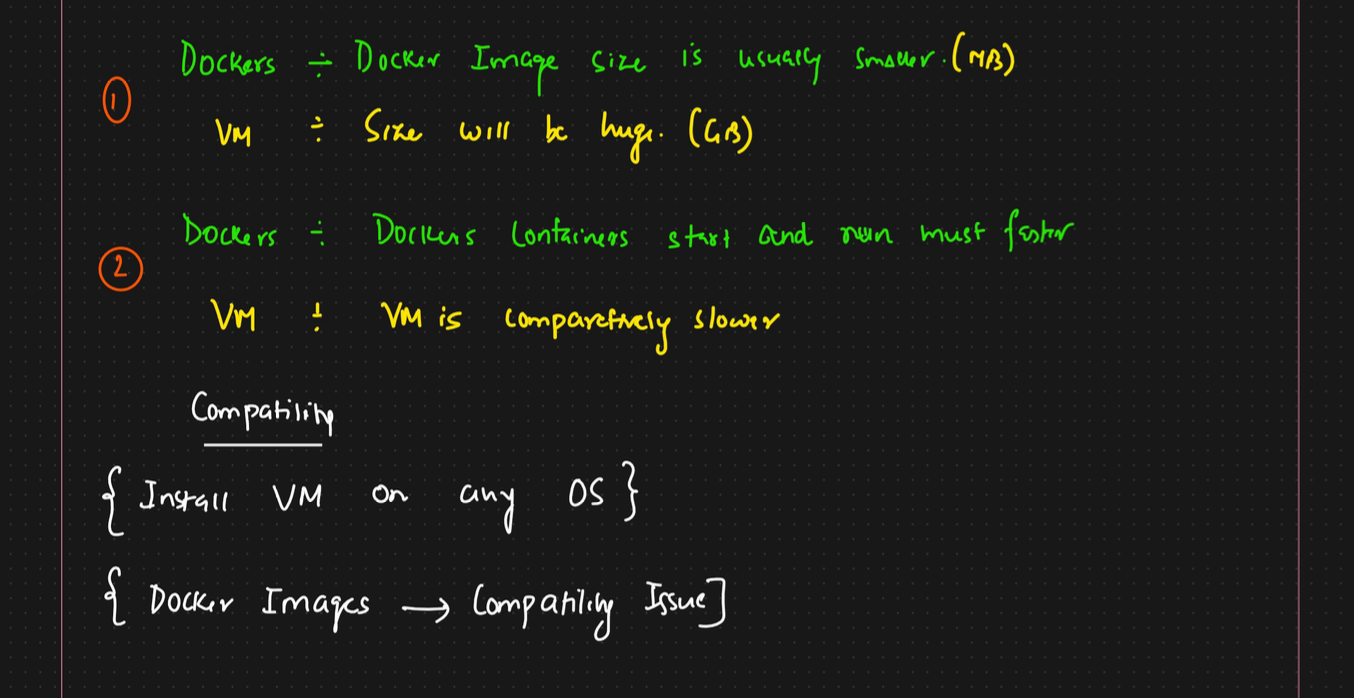 Dockers ÷ Docker Image size is usually smaller. (MB)
①
VM ÷ Size will be huge. (GB)
Dockers ÷ Dockers Containers start and run must faster
②
VM ÷ VM is comparetively slower
Compatility
{ Install VM on any OS }
{ Docker Images → Compatility Issue]